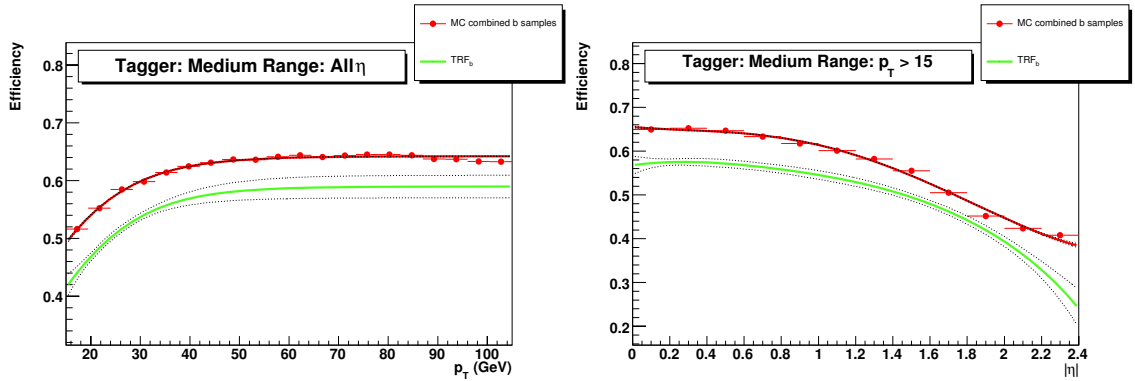 MC combined b samples
TRF_b
Tagger: Medium Range: All η
Efficiency
0.8
0.7
0.6
0.5
0.4
20 30 40 50 60 70 80 90 100
p_T (GeV)
MC combined b samples
TRF_b
Tagger: Medium Range: p_T > 15
Efficiency
0.8
0.7
0.6
0.5
0.4
0.3
0.2
0 0.2 0.4 0.6 0.8 1 1.2 1.4 1.6 1.8 2 2.2 2.4
|η|